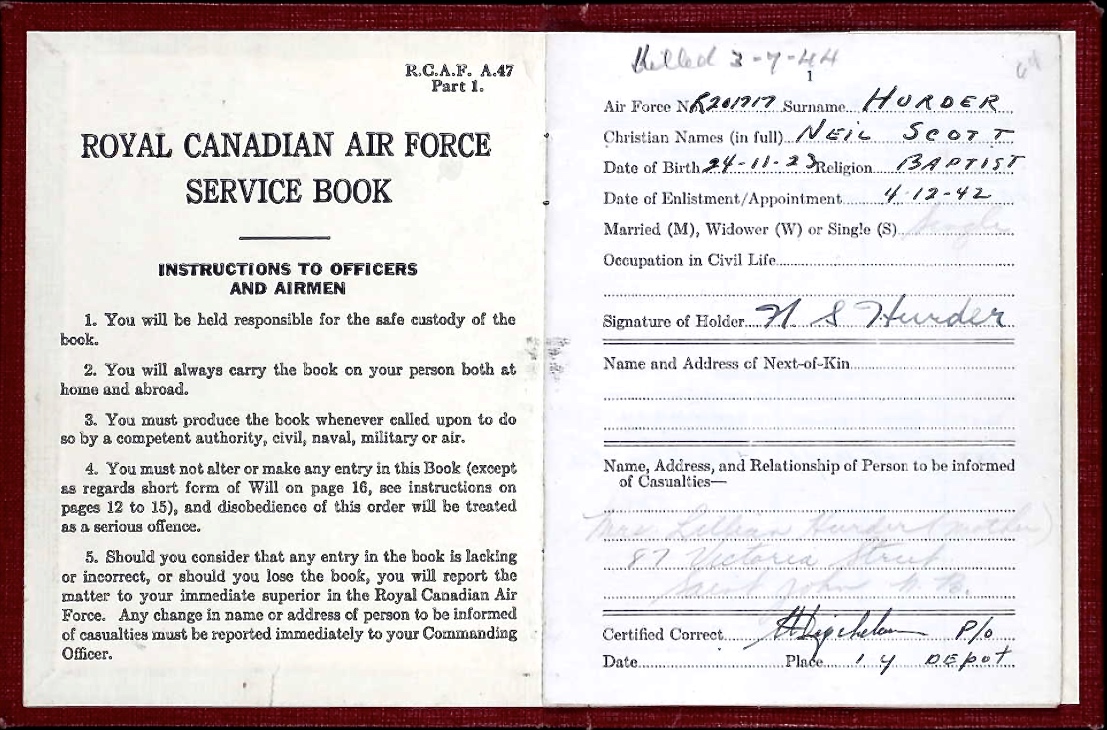 R.C.A.F. A.47
Part 1.
ROYAL CANADIAN AIR FORCE
SERVICE BOOK
INSTRUCTIONS TO OFFICERS
AND AIRMEN
1. You will be held responsible for the safe custody of the
book.
2. You will always carry the book on your person both at
home and abroad.
3. You must produce the book whenever called upon to do
so by a competent authority, civil, naval, military or air.
4. You must not alter or make any entry in this Book (except
as regards short form of Will on page 16, see instructions on
pages 12 to 15), and disobedience of this order will be treated
as a serious offence.
5. Should you consider that any entry in the book is lacking
or incorrect, or should you lose the book, you will report the
matter to your immediate superior in the Royal Canadian Air
Force. Any change in name or address of person to be informed
of casualties must be reported immediately to your Commanding
Officer.
Killed 3-7-44
1
Air Force No R201717 Surname HURDER
Christian Names (in full) NEIL SCOTT
Date of Birth 24-11-23 Religion BAPTIST
Date of Enlistment/Appointment 4-12-42
Married (M), Widower (W) or Single (S) Single
Occupation in Civil Life
Signature of Holder N S Hurder
Name and Address of Next-of-Kin
Name, Address, and Relationship of Person to be informed
of Casualties—
Mrs Lillian Hurder (mother)
87 Victoria Street
Saint John N.B.
Certified Correct P/O
Date Place 1 Y DEPOT